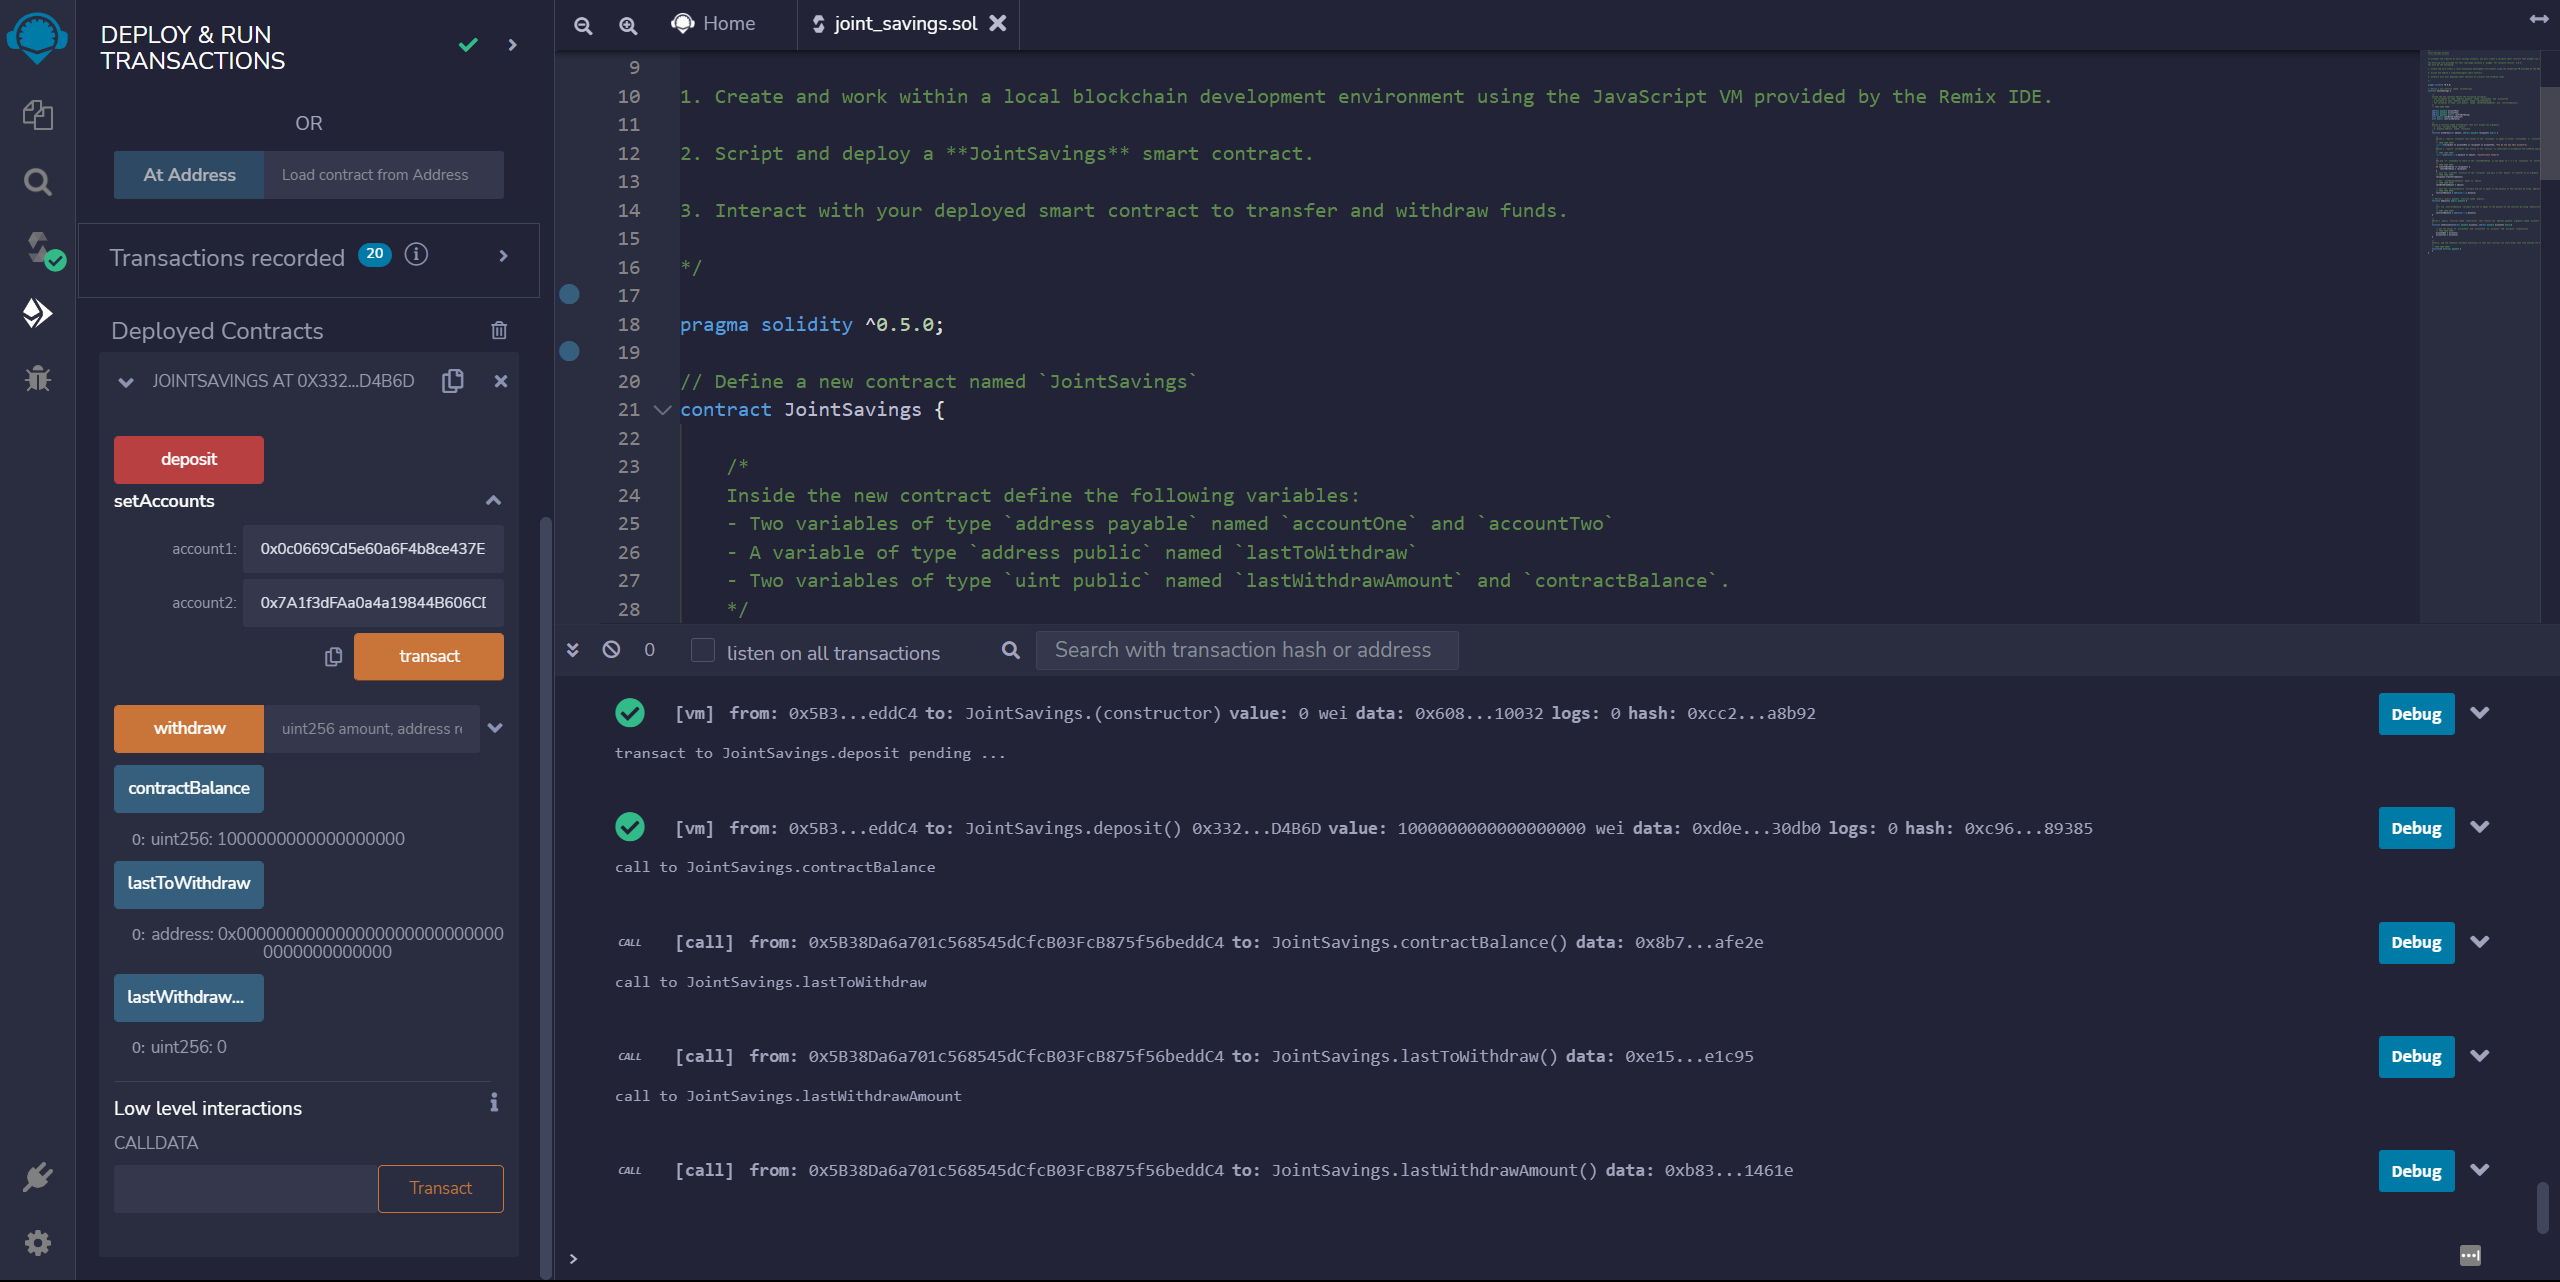 DEPLOY & RUN
TRANSACTIONS
OR
At Address
Load contract from Address
Transactions recorded 20
Deployed Contracts
JOINTSAVINGS AT 0X332...D4B6D
deposit
setAccounts
account1: 0x0c0669Cd5e60a6F4b8ce437E
account2: 0x7A1f3dFAa0a4a19844B606CD
transact
withdraw
uint256 amount, address re
contractBalance
0: uint256: 1000000000000000000
lastToWithdraw
0: address: 0x000000000000000000000000000
0000000000000
lastWithdraw...
0: uint256: 0
Low level interactions
CALLDATA
Transact
Home
joint_savings.sol
9
10 1. Create and work within a local blockchain development environment using the JavaScript VM provided by the Remix IDE.
11
12 2. Script and deploy a **JointSavings** smart contract.
13
14 3. Interact with your deployed smart contract to transfer and withdraw funds.
15
16 */
17
18 pragma solidity ^0.5.0;
19
20 // Define a new contract named `JointSavings`
21 contract JointSavings {
22
23 /*
24 Inside the new contract define the following variables:
25 - Two variables of type `address payable` named `accountOne` and `accountTwo`
26 - A variable of type `address public` named `lastToWithdraw`
27 - Two variables of type `uint public` named `lastWithdrawAmount` and `contractBalance`.
28 */
0
listen on all transactions
Search with transaction hash or address
[vm] from: 0x5B3...eddC4 to: JointSavings.(constructor) value: 0 wei data: 0x608...10032 logs: 0 hash: 0xcc2...a8b92
Debug
transact to JointSavings.deposit pending ...
[vm] from: 0x5B3...eddC4 to: JointSavings.deposit() 0x332...D4B6D value: 1000000000000000000 wei data: 0xd0e...30db0 logs: 0 hash: 0xc96...89385
Debug
call to JointSavings.contractBalance
CALL [call] from: 0x5B38Da6a701c568545dCfcB03FcB875f56beddC4 to: JointSavings.contractBalance() data: 0x8b7...afe2e
Debug
call to JointSavings.lastToWithdraw
CALL [call] from: 0x5B38Da6a701c568545dCfcB03FcB875f56beddC4 to: JointSavings.lastToWithdraw() data: 0xe15...e1c95
Debug
call to JointSavings.lastWithdrawAmount
CALL [call] from: 0x5B38Da6a701c568545dCfcB03FcB875f56beddC4 to: JointSavings.lastWithdrawAmount() data: 0xb83...1461e
Debug
>